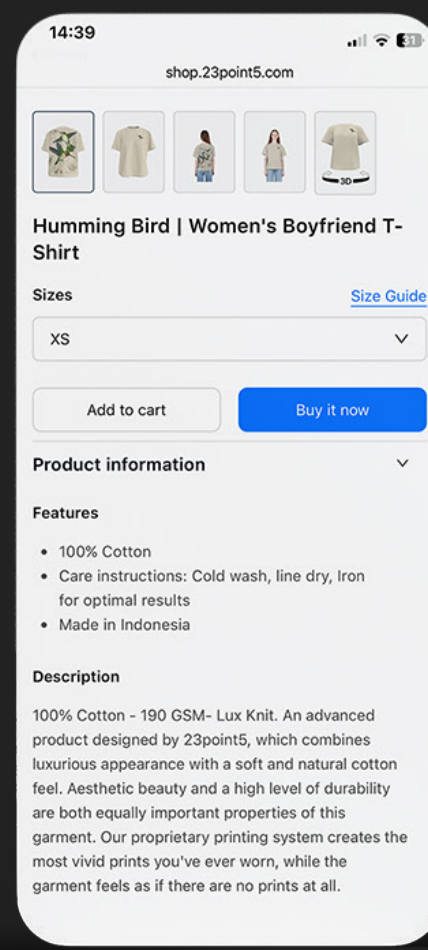 14:39
31
shop.23point5.com
3D
Humming Bird | Women's Boyfriend T-
Shirt
Sizes
Size Guide
XS
Add to cart
Buy it now
Product information
Features
• 100% Cotton
• Care instructions: Cold wash, line dry, Iron
for optimal results
• Made in Indonesia
Description
100% Cotton - 190 GSM- Lux Knit. An advanced
product designed by 23point5, which combines
luxurious appearance with a soft and natural cotton
feel. Aesthetic beauty and a high level of durability
are both equally important properties of this
garment. Our proprietary printing system creates the
most vivid prints you've ever worn, while the
garment feels as if there are no prints at all.